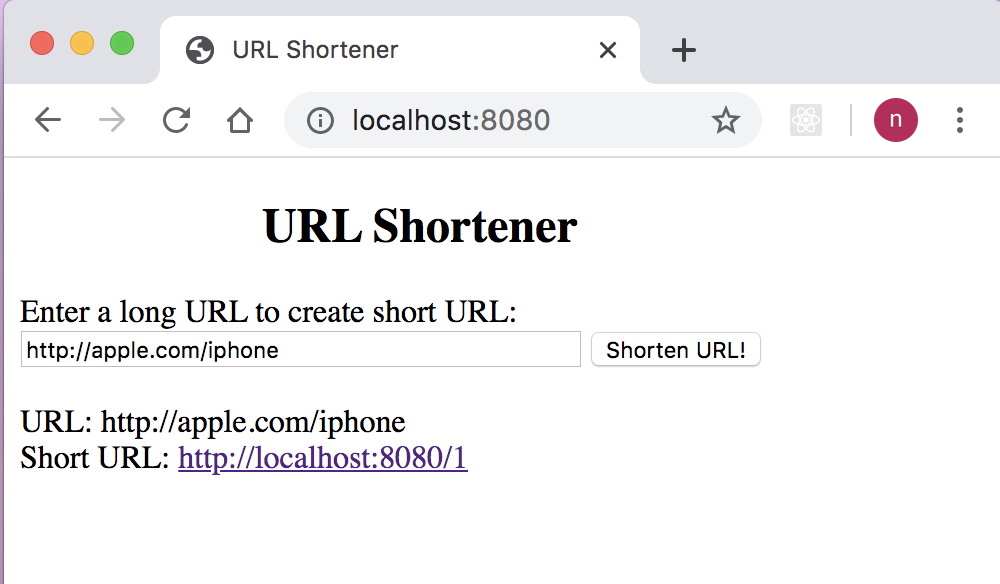 URL Shortener
localhost:8080
n
URL Shortener
Enter a long URL to create short URL:
http://apple.com/iphone Shorten URL!
URL: http://apple.com/iphone
Short URL: http://localhost:8080/1